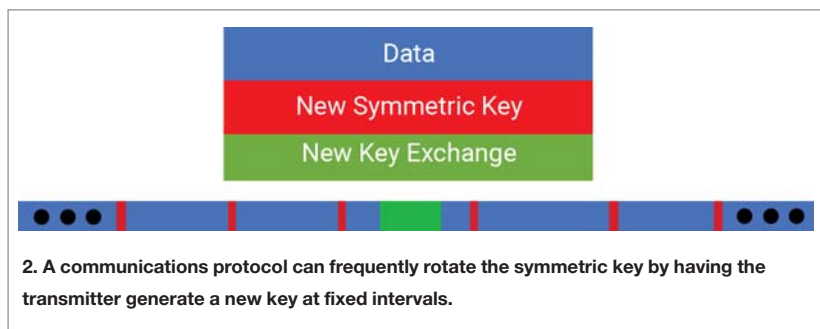 Data
New Symmetric Key
New Key Exchange
2. A communications protocol can frequently rotate the symmetric key by having the
transmitter generate a new key at fixed intervals.